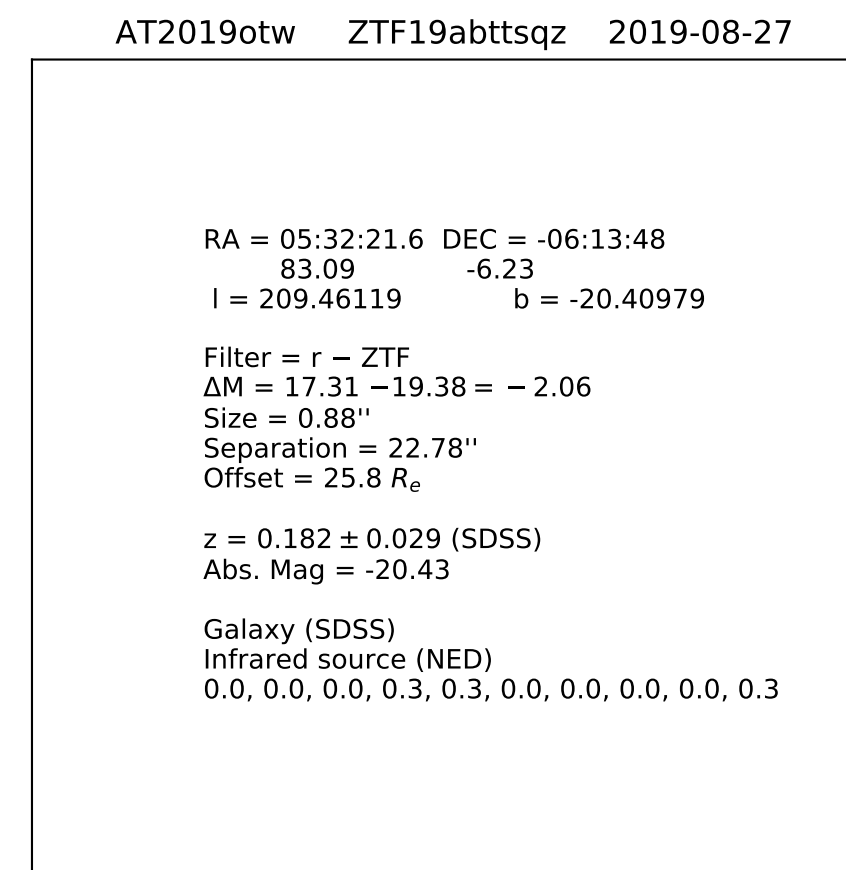 AT2019otw ZTF19abttsqz 2019-08-27
RA = 05:32:21.6 DEC = -06:13:48
83.09 -6.23
l = 209.46119 b = -20.40979
Filter = r − ZTF
ΔM = 17.31 −19.38 = − 2.06
Size = 0.88''
Separation = 22.78''
Offset = 25.8 Re
z = 0.182 ± 0.029 (SDSS)
Abs. Mag = -20.43
Galaxy (SDSS)
Infrared source (NED)
0.0, 0.0, 0.0, 0.3, 0.3, 0.0, 0.0, 0.0, 0.0, 0.3